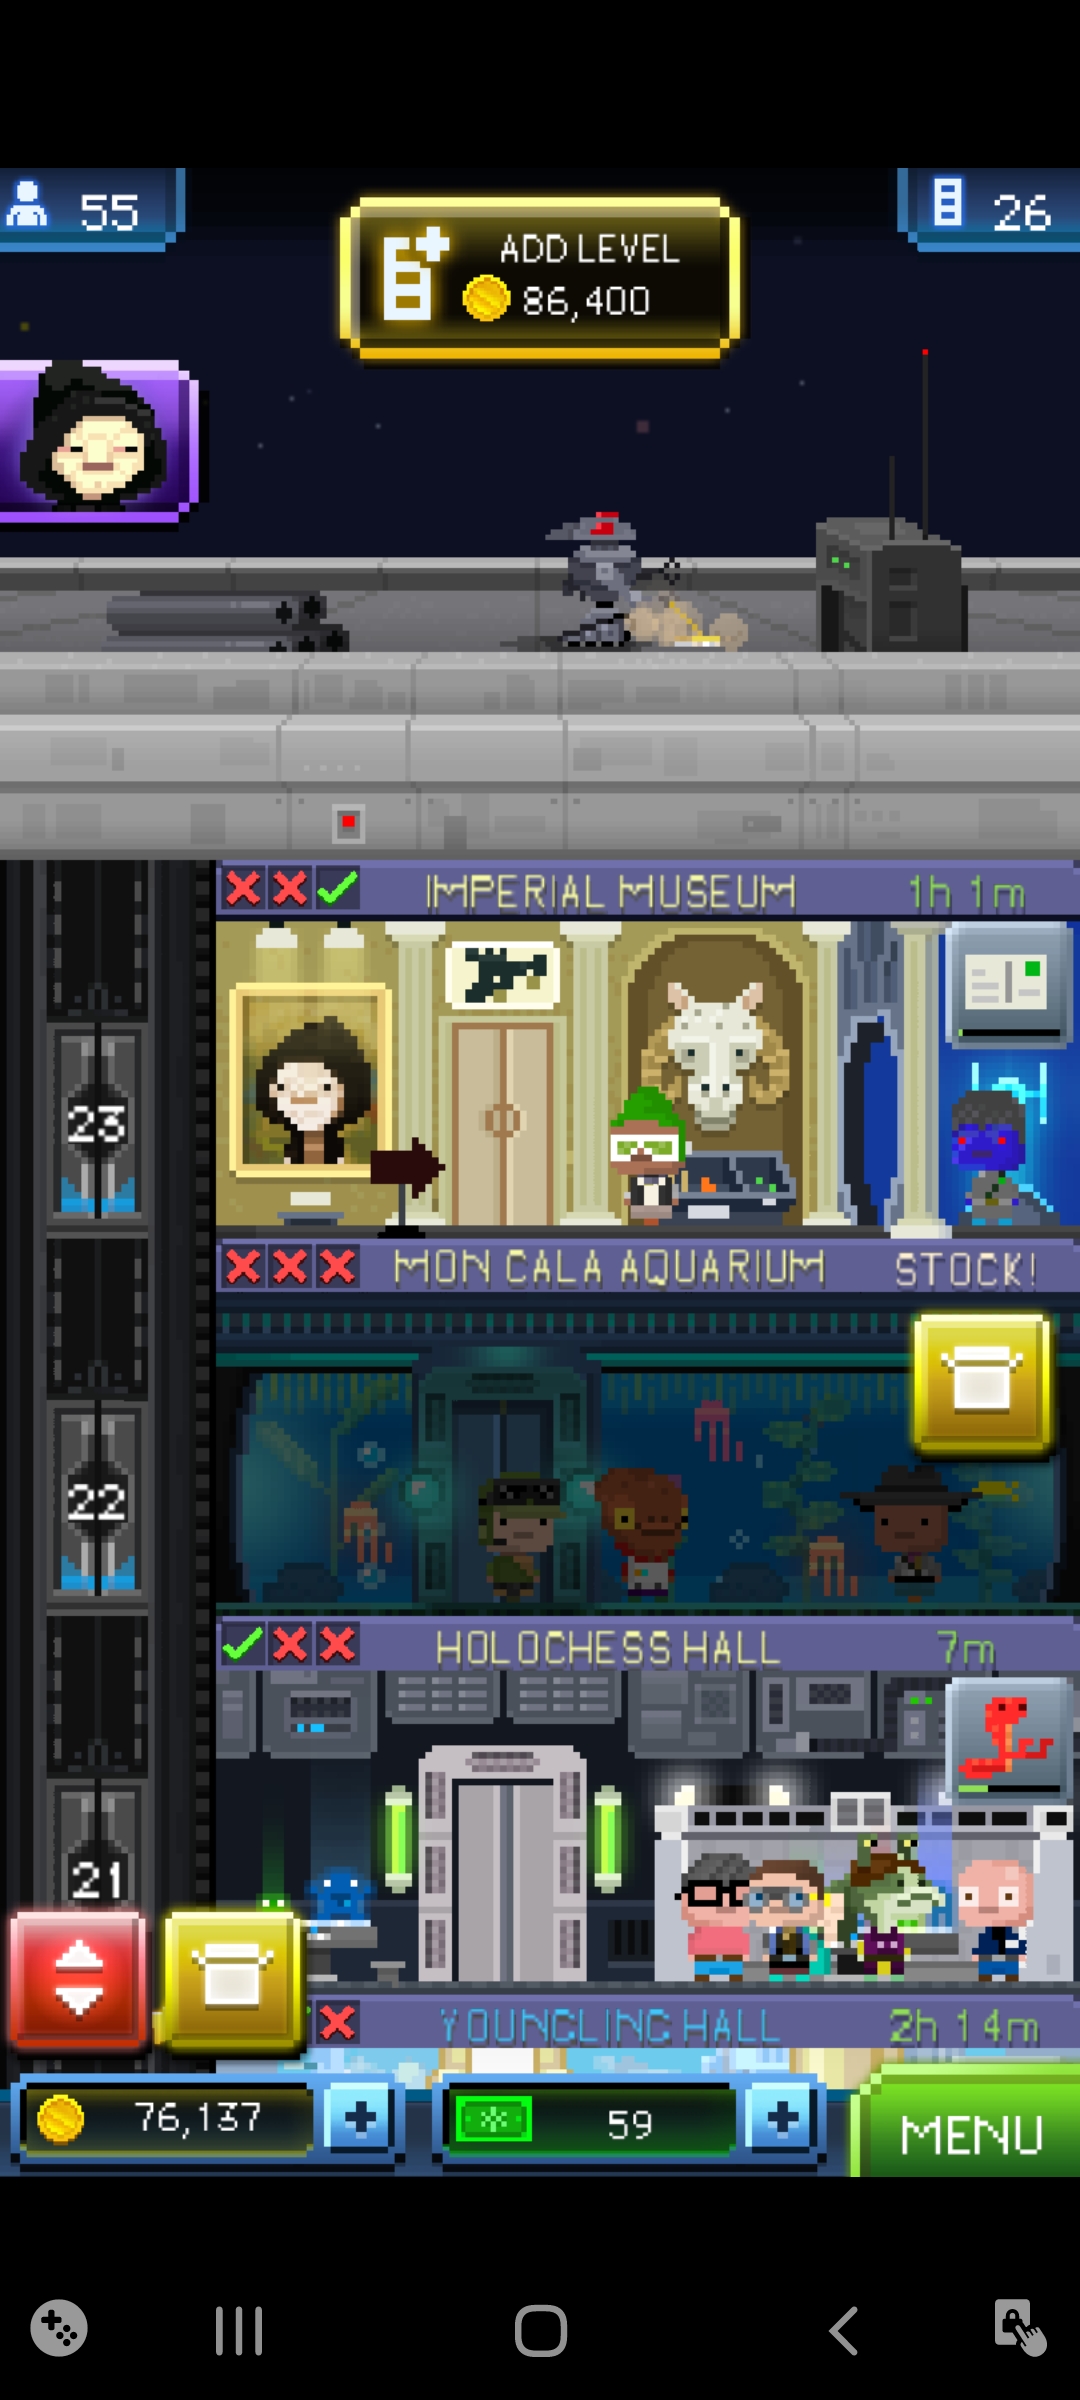 55
ADD LEVEL
86,400
26
IMPERIAL MUSEUM 1h 1m
23
MON CALA AQUARIUM STOCK!
22
HOLOCHESS HALL 7m
21
YOUNGLING HALL 2h 14m
76,137
59
MENU